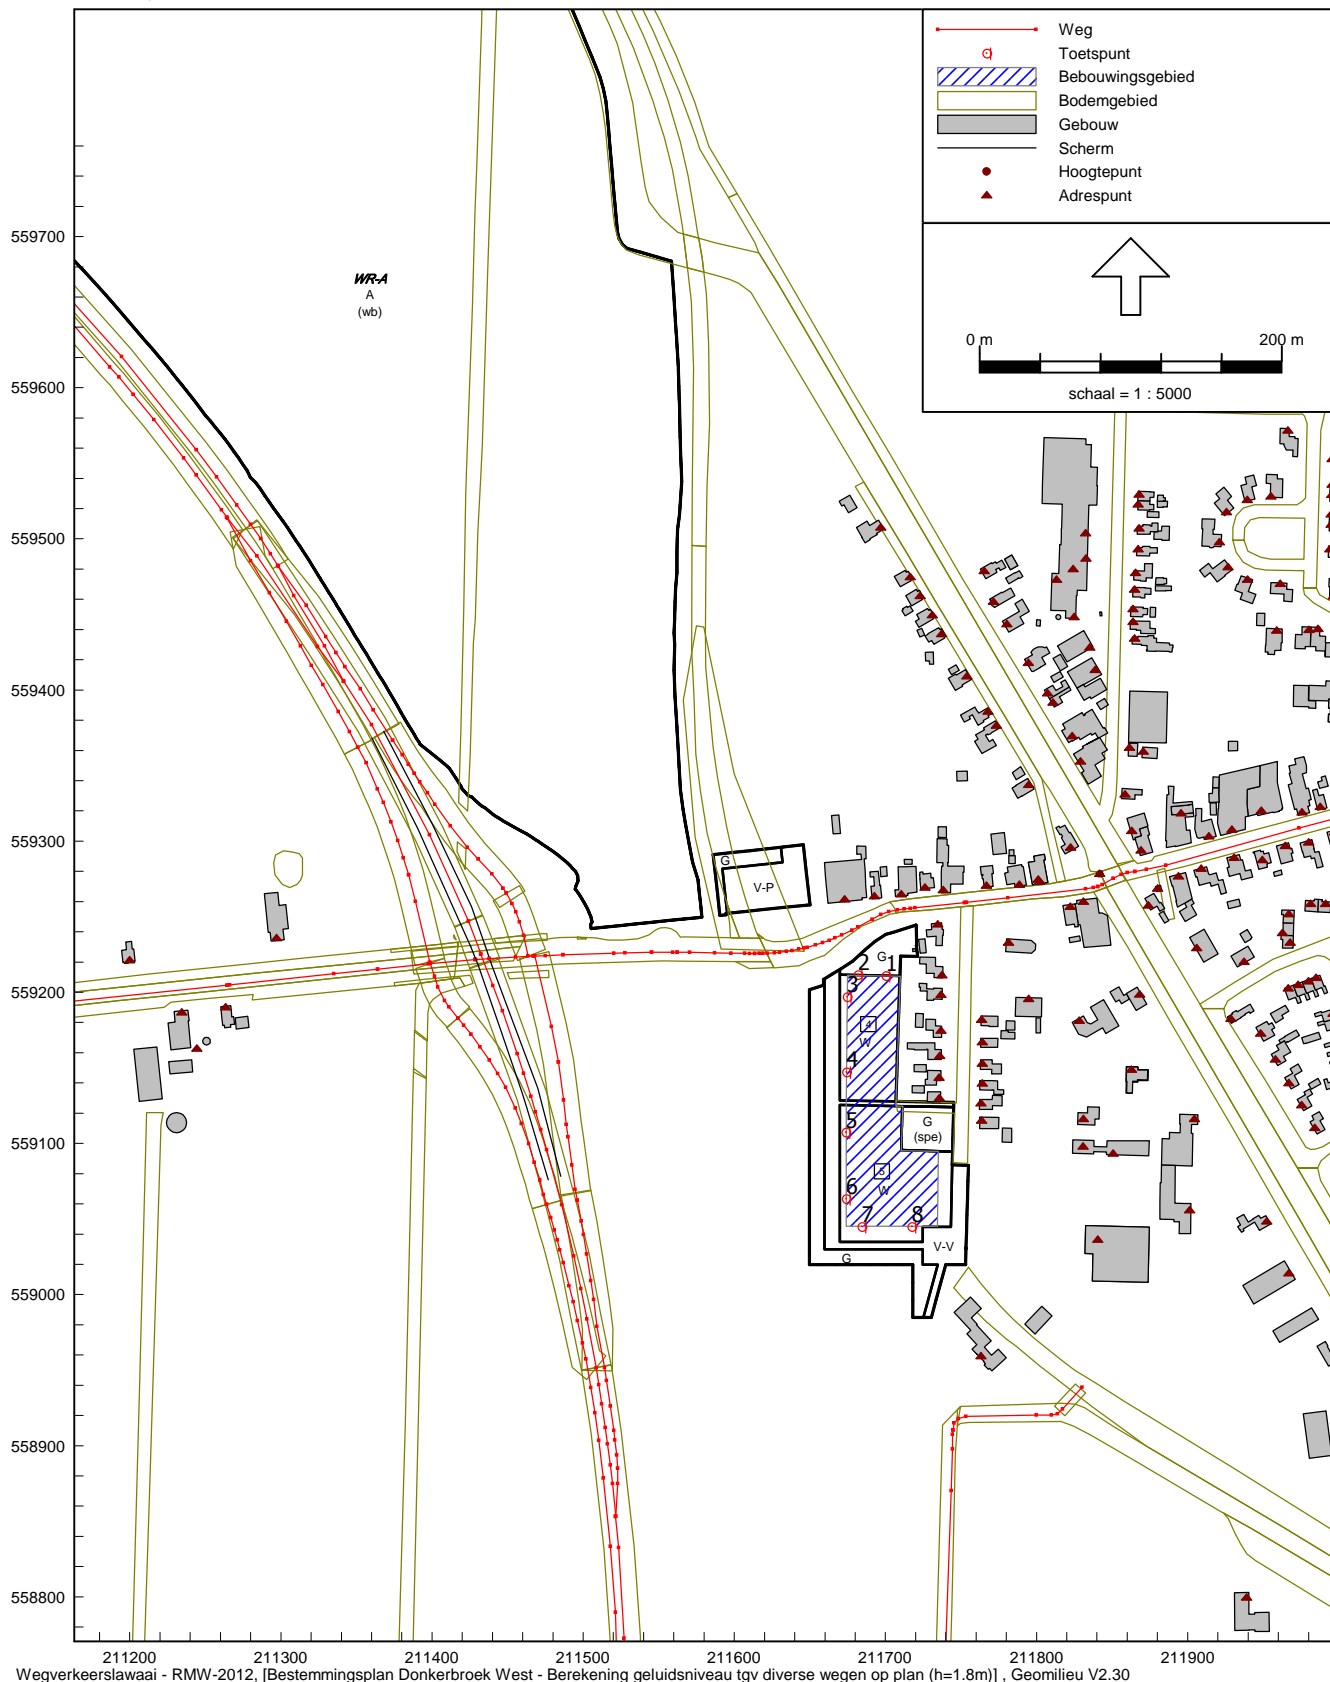 Weg
Toetspunt
Bebouwingsgebied
Bodemgebied
Gebouw
Scherm
Hoogtepunt
Adrespunt
0 m 200 m
schaal = 1 : 5000
559700
559600
559500
559400
559300
559200
559100
559000
558900
558800
WR-A
A
(wb)
G
V-P
G
2 1
3
4
W
4
5
G
(spe)
5
6
W
7 8
V-V
G
211200 211300 211400 211500 211600 211700 211800 211900
Wegverkeerslawaai - RMW-2012, [Bestemmingsplan Donkerbroek West - Berekening geluidsniveau tgv diverse wegen op plan (h=1.8m)] , Geomilieu V2.30